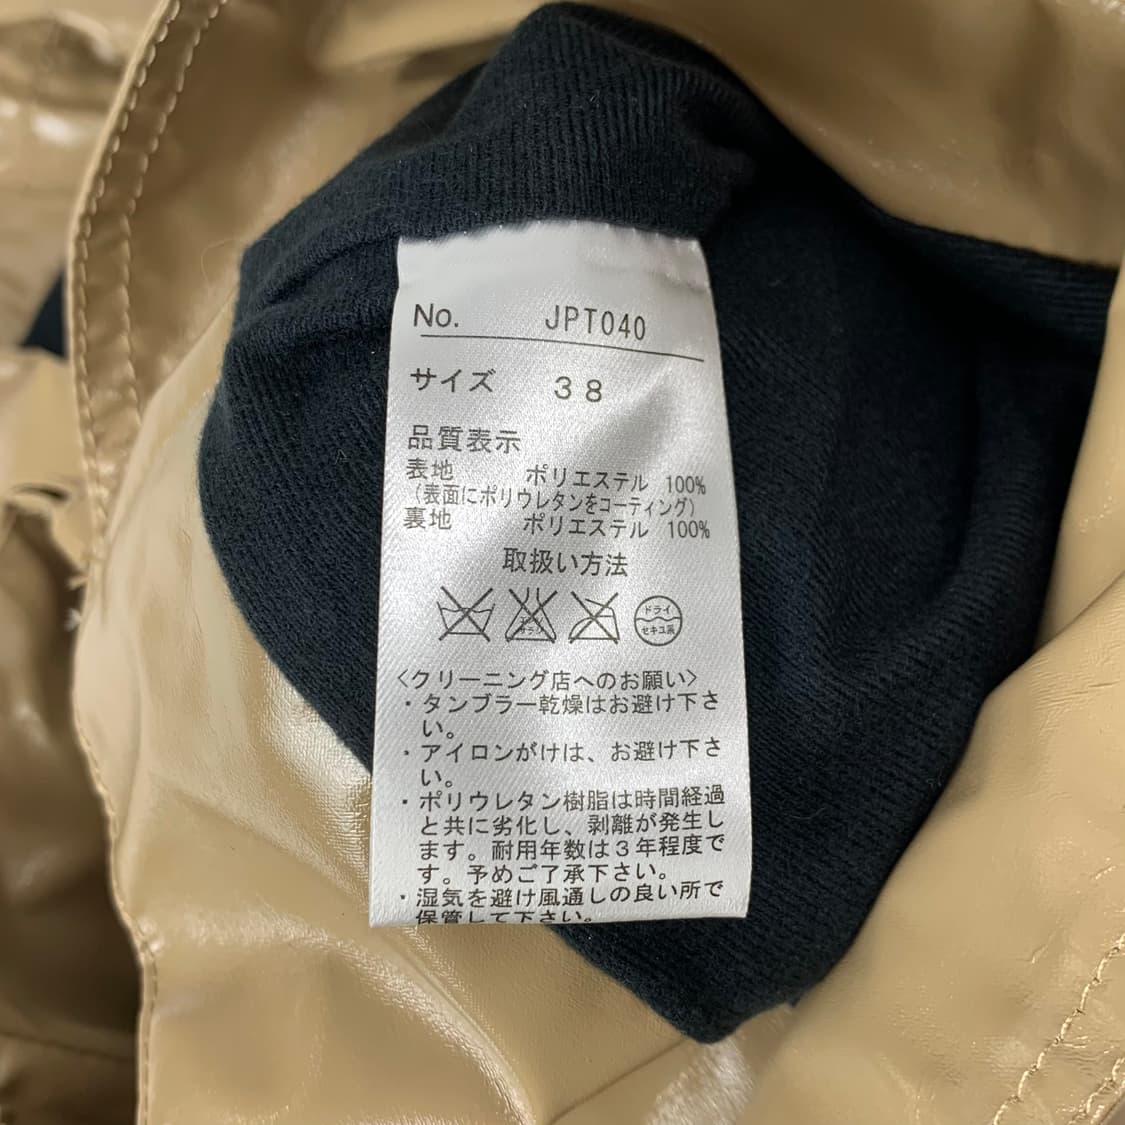 No. JPT040
サイズ 38
品質表示
表地 ポリエステル 100%
(表面にポリウレタンをコーティング)
裏地 ポリエステル 100%
取扱い方法
ドライ
セキユ系
〈クリーニング店へのお願い〉
・タンブラー乾燥はお避け下さ
い。
・アイロンがけは、お避け下さ
い。
・ポリウレタン樹脂は時間経過
と共に劣化し、剥離が発生し
ます。耐用年数は3年程度で
す。予めご了承下さい。
・湿気を避け風通しの良い所で
保管して下さい。